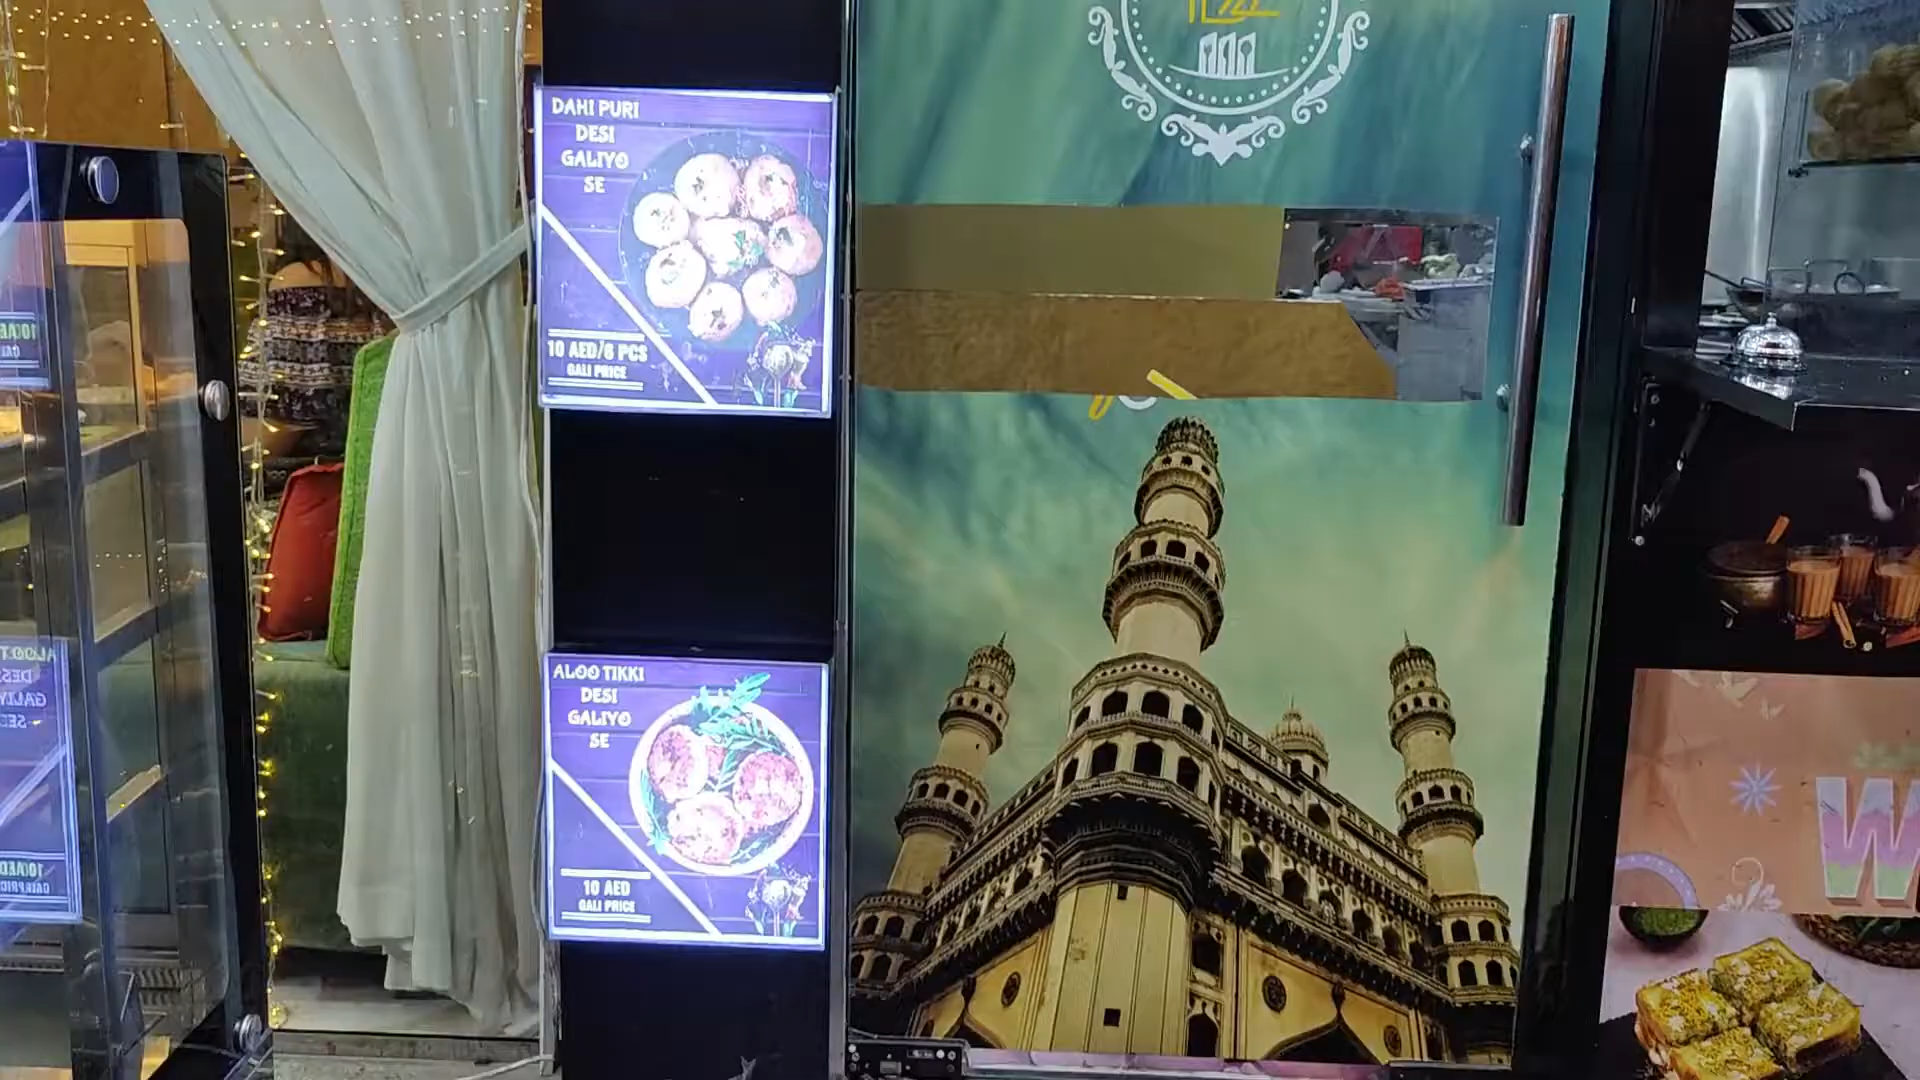 DAHI PURI
DESI
GALIYO
SE
10 AED/6 PCS
GALI PRICE
ALOO TIKKI
DESI
GALIYO
SE
10 AED
GALI PRICE
W